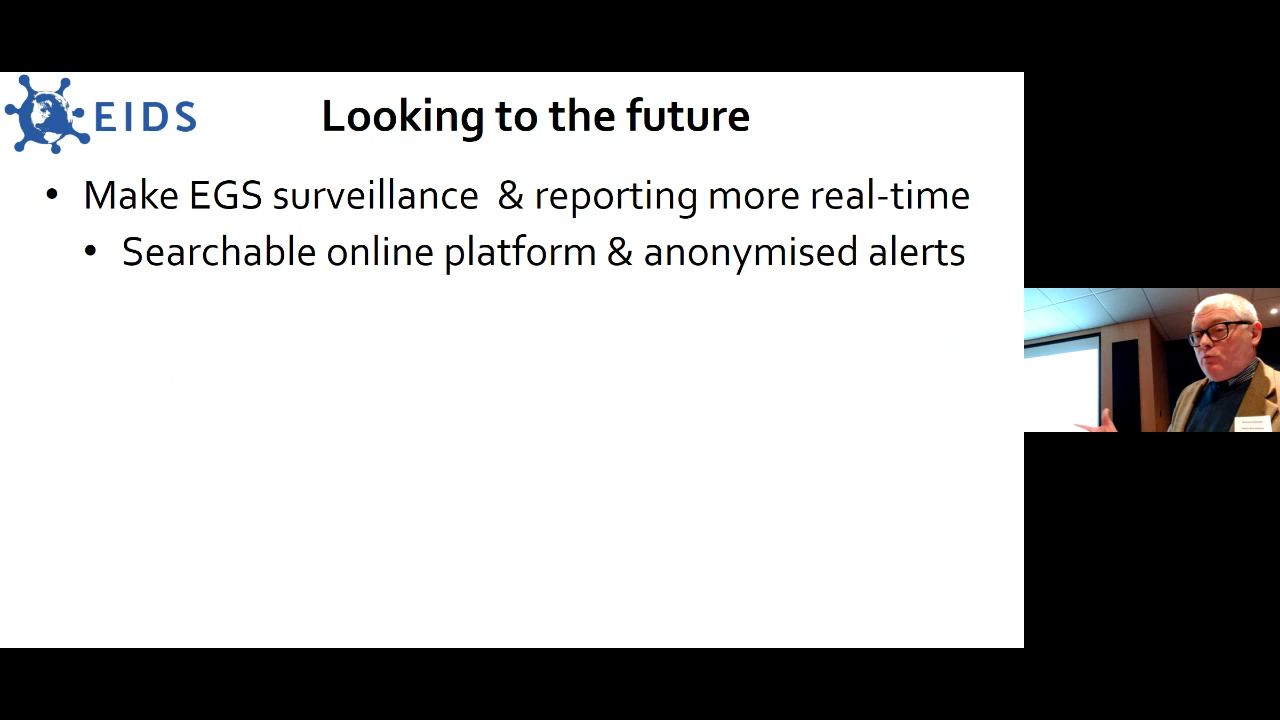 EIDS
Looking to the future
• Make EGS surveillance & reporting more real-time
• Searchable online platform & anonymised alerts